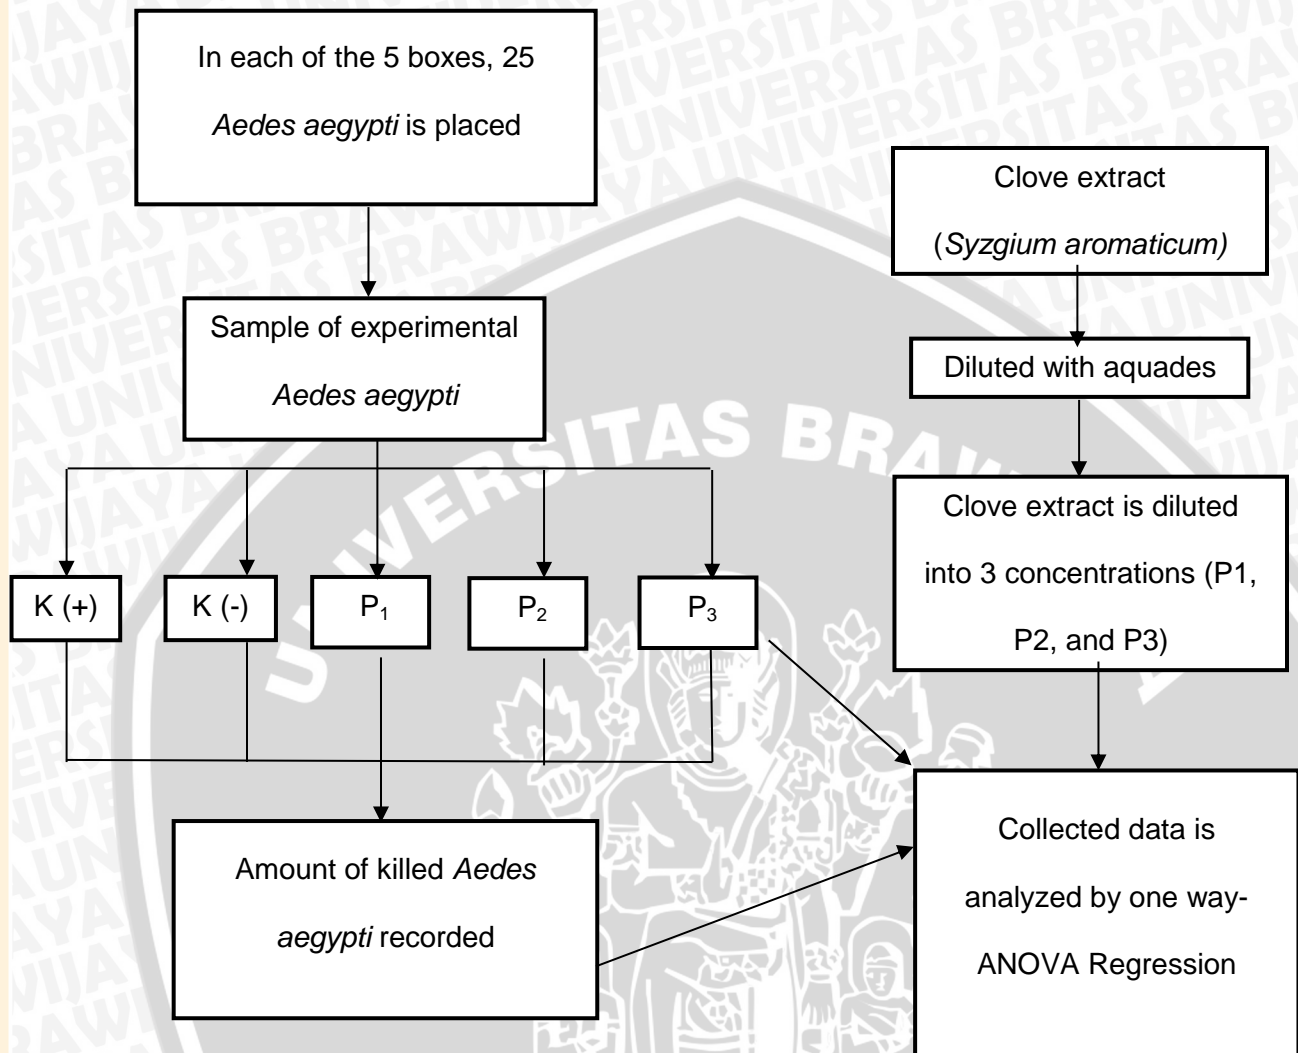 In each of the 5 boxes, 25
Aedes aegypti is placed
Clove extract
(Syzgium aromaticum)
Sample of experimental
Aedes aegypti
Diluted with aquades
Clove extract is diluted
into 3 concentrations (P1,
P2, and P3)
K (+)
K (-)
P₁
P₂
P₃
Amount of killed Aedes
aegypti recorded
Collected data is
analyzed by one way-
ANOVA Regression
UNIVERSITAS BRAW